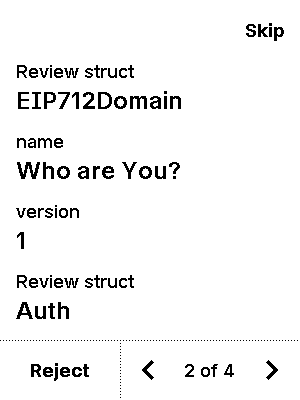 Skip
Review struct
EIP712Domain
name
Who are You?
version
1
Review struct
Auth
Reject
2 of 4